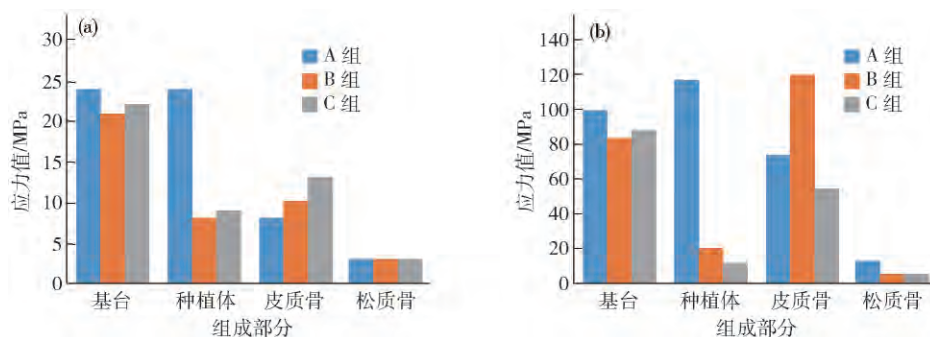 (a)
30
25
20
15
10
5
0
应力值/MPa
A 组
B 组
C 组
基台 种植体 皮质骨 松质骨
组成部分
(b)
140
120
100
80
60
40
20
0
应力值/MPa
A 组
B 组
C 组
基台 种植体 皮质骨 松质骨
组成部分